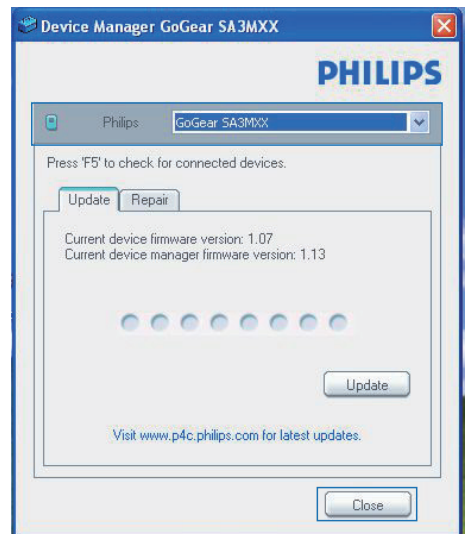 Device Manager GoGear SA3MXX
PHILIPS
Philips GoGear SA3MXX
Press 'F5' to check for connected devices.
Update Repair
Current device firmware version: 1.07
Current device manager firmware version: 1.13
Update
Visit www.p4c.philips.com for latest updates.
Close